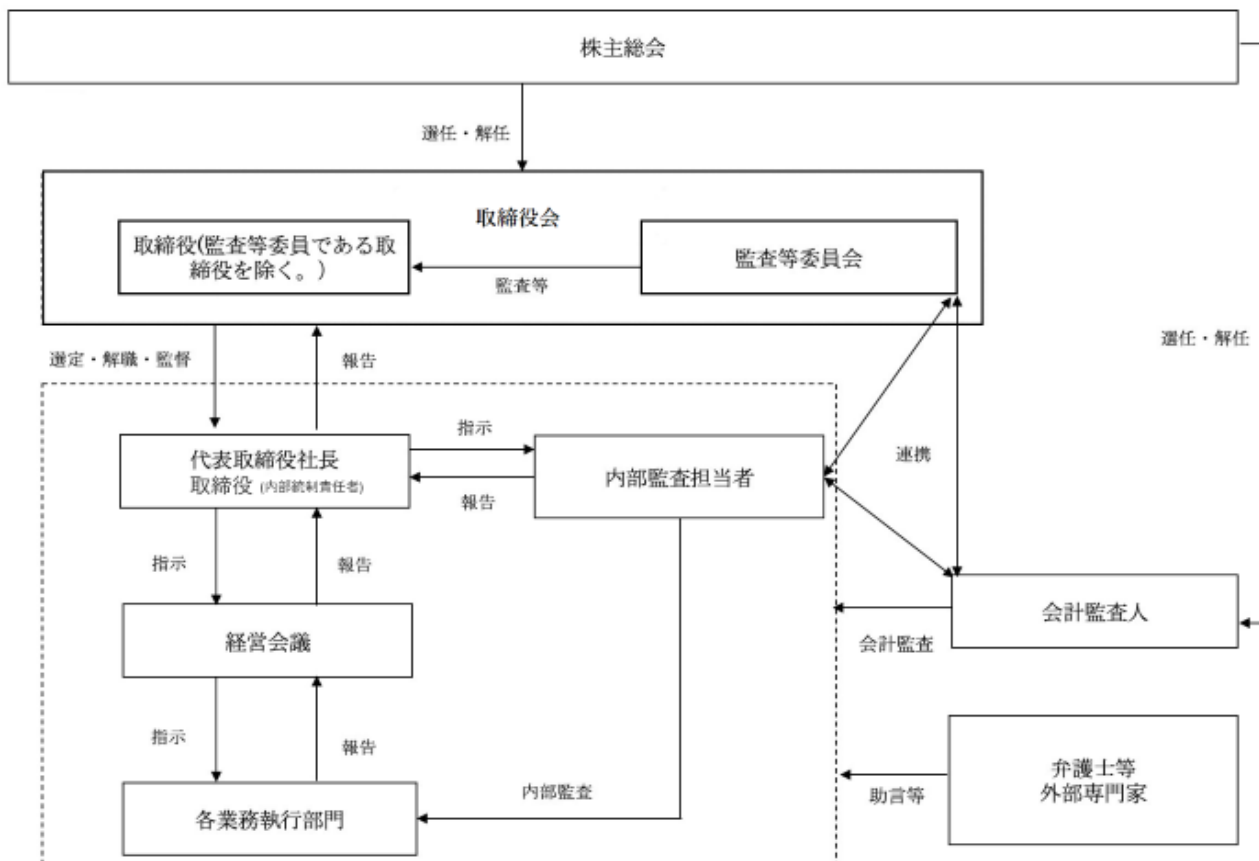 株主総会
選任・解任
取締役会
取締役(監査等委員である取
締役を除く。)
監査等
監査等委員会
選定・解職・監督
報告
選任・解任
代表取締役社長
取締役 (内部統制責任者)
指示
報告
内部監査担当者
連携
指示
報告
経営会議
会計監査
会計監査人
指示
報告
内部監査
各業務執行部門
助言等
弁護士等
外部専門家